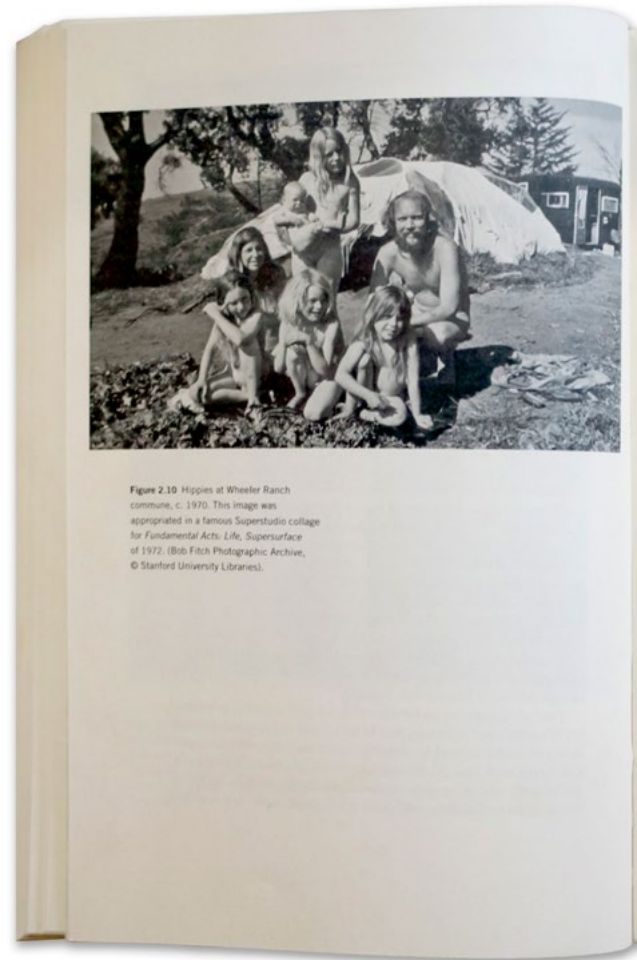 Figure 2.10 Hippies at Wheeler Ranch
commune, c. 1970. This image was
appropriated in a famous Superstudio collage
for Fundamental Acts: Life, Supersurface
of 1972. (Bob Fitch Photographic Archive,
© Stanford University Libraries).